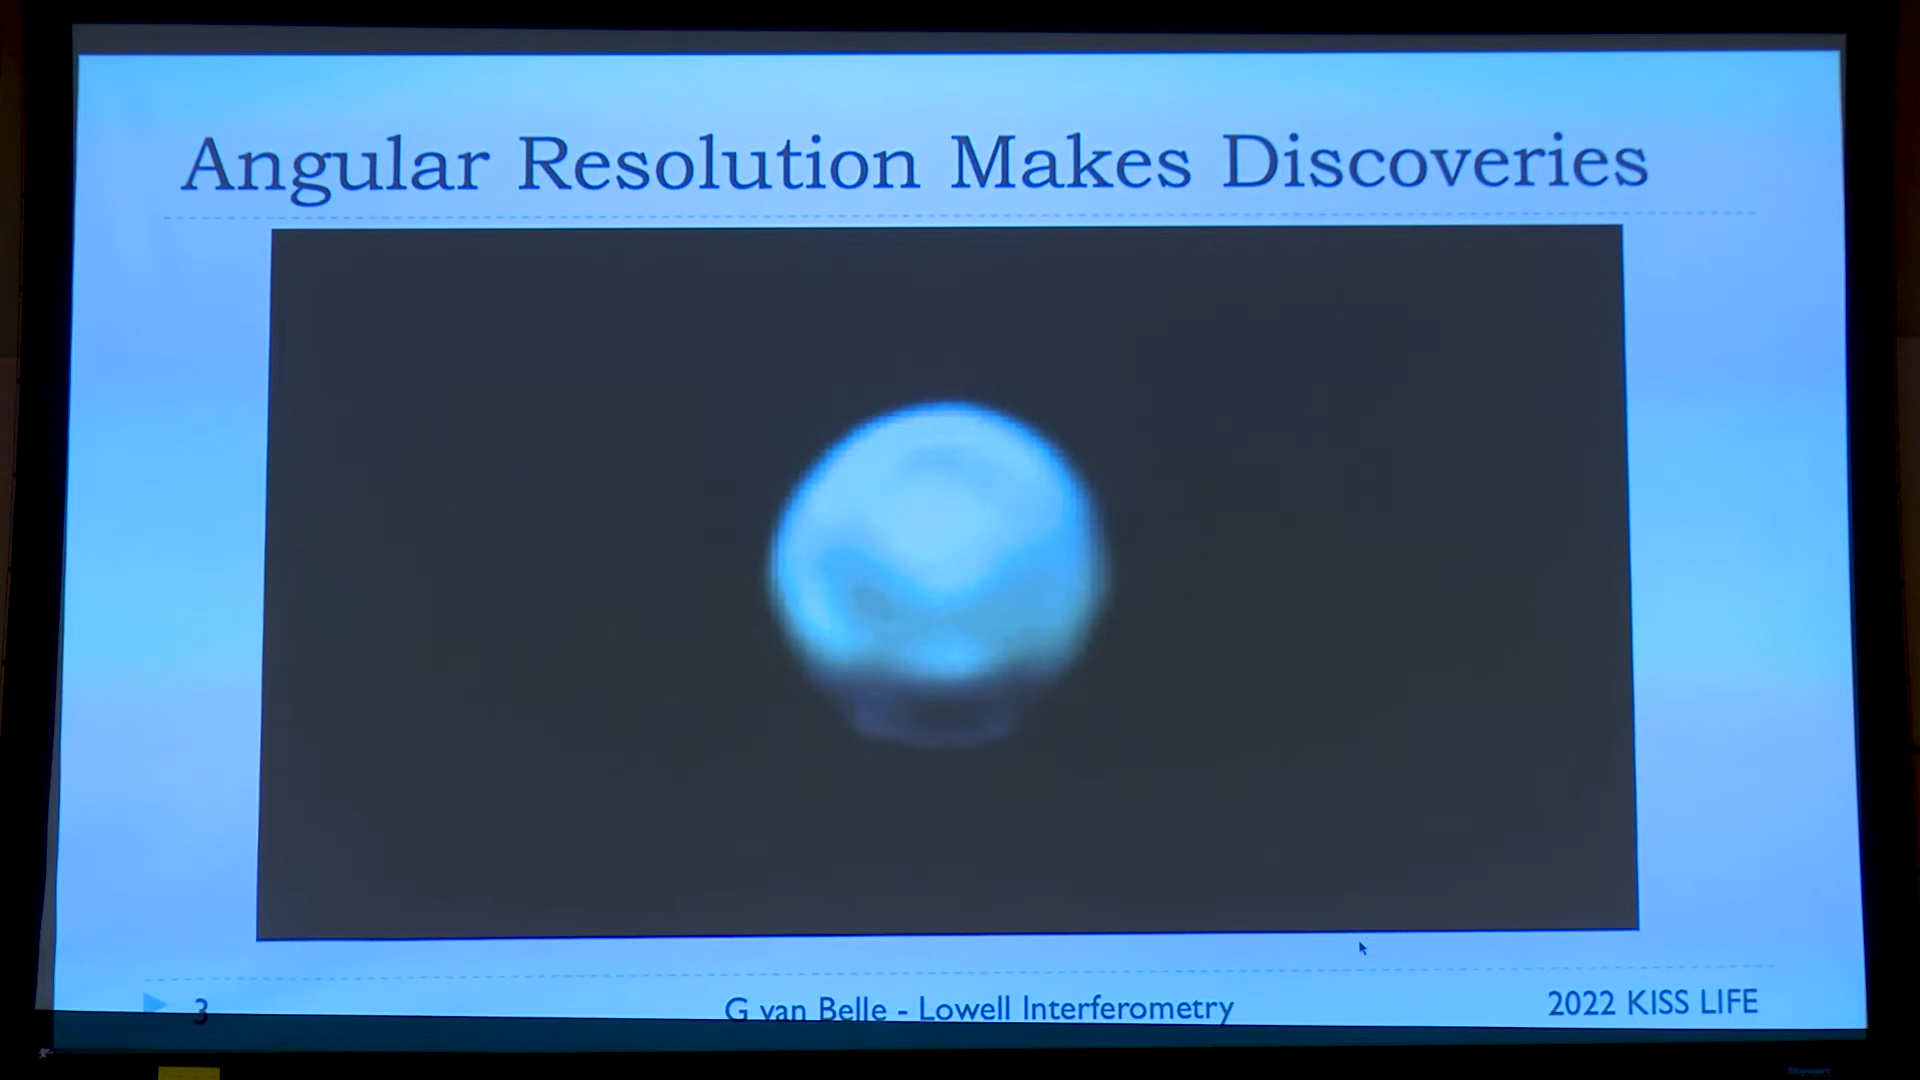 Angular Resolution Makes Discoveries
3
G van Belle - Lowell Interferometry
2022 KISS LIFE